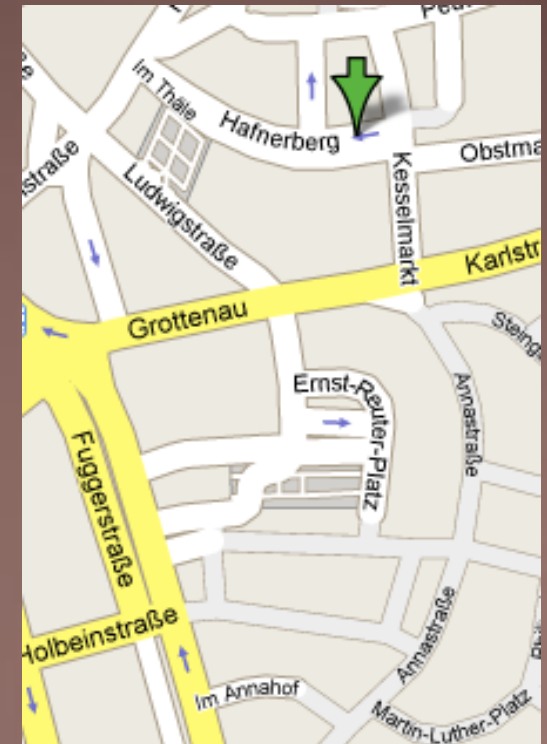 Im Thäle
Hafnerberg
Obstma
Kesselmarkt
Ludwigstraße
Karlstr
Grottenau
Steing
Ernst-Reuter-Platz
Annastraße
Fuggerstraße
Holbeinstraße
Annastraße
Im Annahof
Martin-Luther-Platz